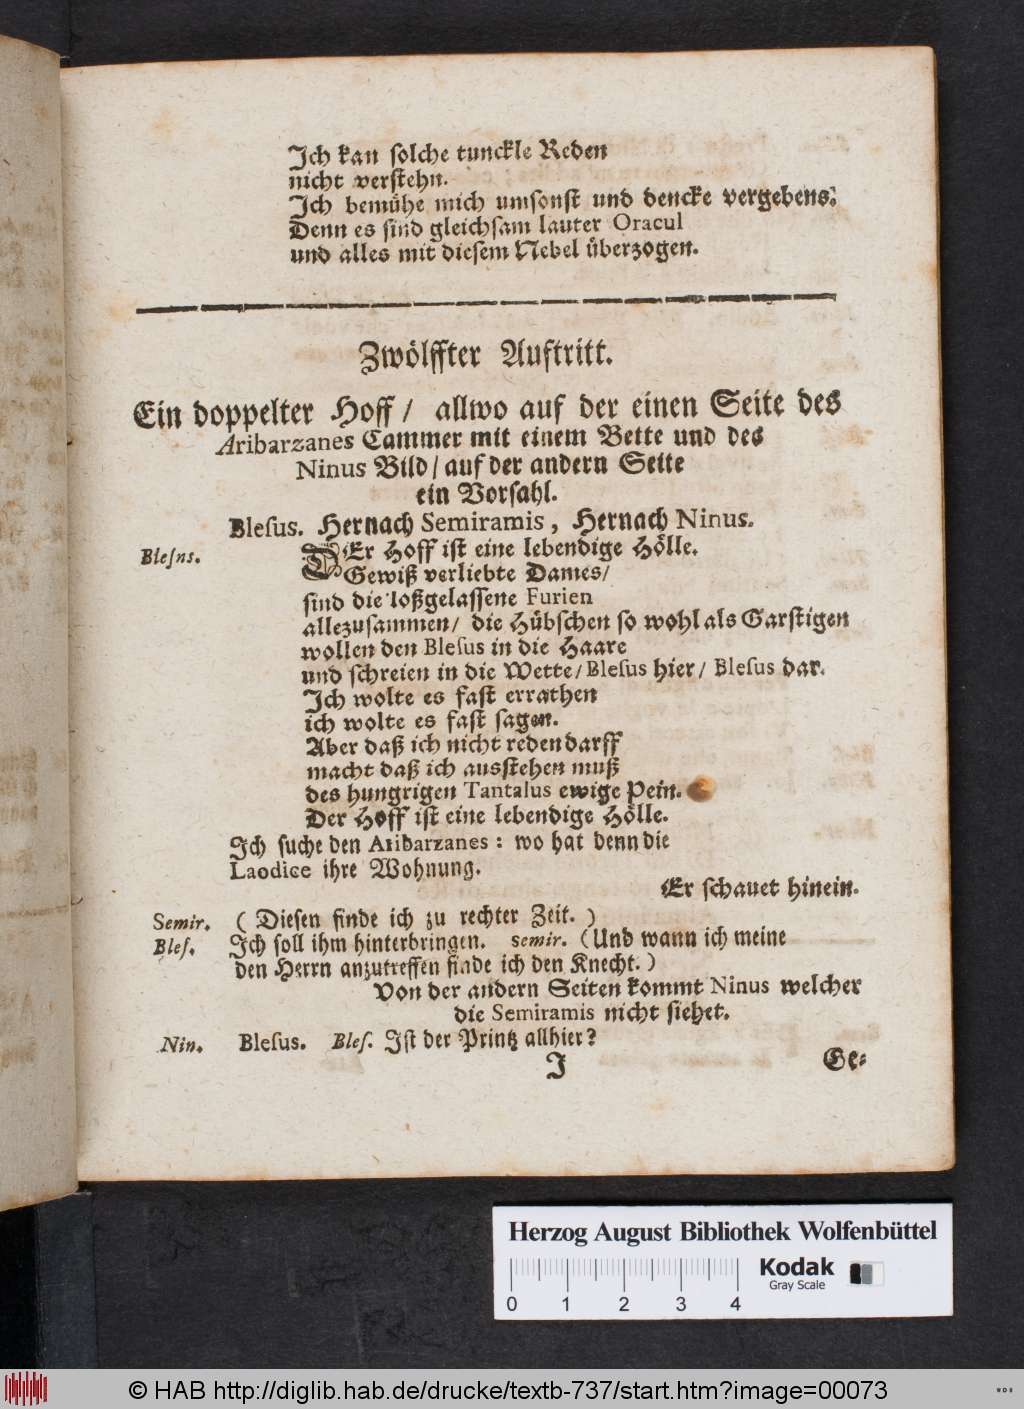 Ich kan solche tunckle Reden
nicht verstehn.
Ich bemühe mich umsonst und dencke vergebens.
Denn es sind gleichsam lauter Oracul
und alles mit diesem Nebel überzogen.
Zwölffter Auftritt.
Ein doppelter Hoff / allwo auf der einen Seite des
Aribarzanes Cammer mit einem Bette und des
Ninus Bild / auf der andern Seite
ein Vorsahl.
Blesus. Hernach Semiramis, Hernach Ninus.
Blesns. DEr Hoff ist eine lebendige Hölle.
Gewiß verliebte Dames /
sind die loßgelassene Furien
allezusammen / die Hübschen so wohl als Garstigen
wollen den Blesus in die Haare
und schreien in die Wette / Blesus hier / Blesus dar.
Ich wolte es fast errathen
ich wolte es fast sagen.
Aber daß ich nicht reden darff
macht daß ich ausstehen muß
des hungrigen Tantalus ewige Pein.
Der Hoff ist eine lebendige Hölle.
Ich suche den Aribarzanes: wo hat denn die
Laodice ihre Wohnung.
Er schauet hinein.
Semir. ( Diesen finde ich zu rechter Zeit. )
Bles. Ich soll ihm hinterbringen. semir. (Und wann ich meine
den Herrn anzutreffen finde ich den Knecht.)
Von der andern Seiten kommt Ninus welcher
die Semiramis nicht siehet.
Nin. Blesus. Bles. Ist der Printz allhier?
J Ge-
Herzog August Bibliothek Wolfenbüttel
0 1 2 3 4
Kodak
Gray Scale
© HAB http://diglib.hab.de/drucke/textb-737/start.htm?image=00073